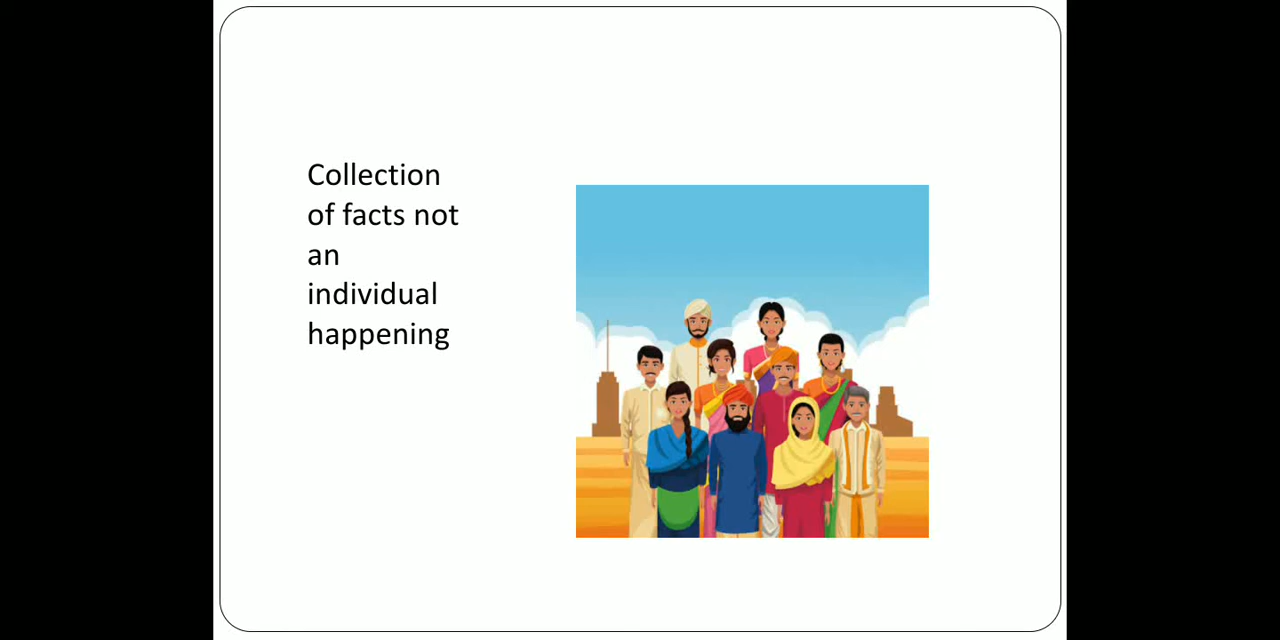 Collection
of facts not
an
individual
happening